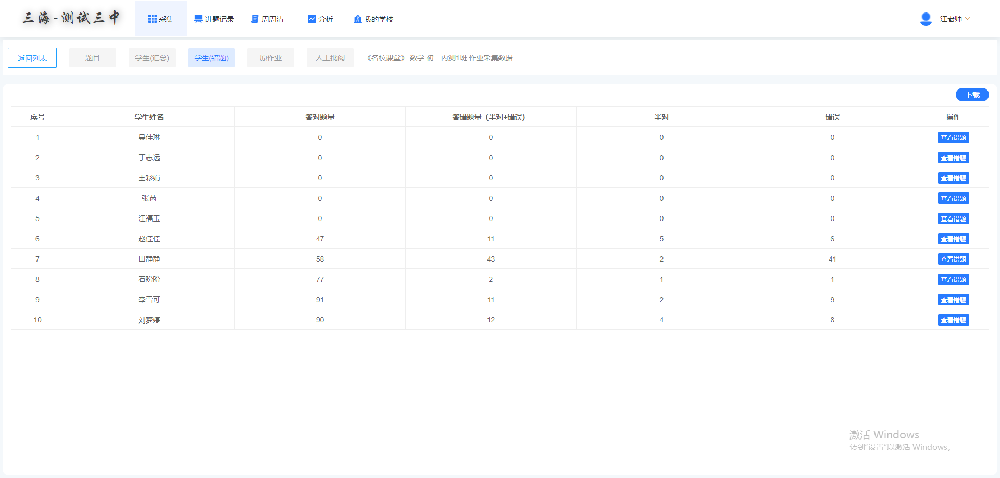 三海-测试三中 采集 讲题记录 周周清 分析 我的学校 汪老师
返回列表 题目 学生(汇总) 学生(错题) 原作业 人工批阅 《名校课堂》 数学 初一内测1班 作业采集数据
下载
序号 学生姓名 答对题量 答错题量（半对+错误） 半对 错误 操作
1 吴佳琳 0 0 0 0 查看错题
2 丁志远 0 0 0 0 查看错题
3 王彩娟 0 0 0 0 查看错题
4 张芮 0 0 0 0 查看错题
5 江福玉 0 0 0 0 查看错题
6 赵佳佳 47 11 5 6 查看错题
7 田静静 58 43 2 41 查看错题
8 石盼盼 77 2 1 1 查看错题
9 李雪可 91 11 2 9 查看错题
10 刘梦婷 90 12 4 8 查看错题
激活 Windows
转到“设置”以激活 Windows。